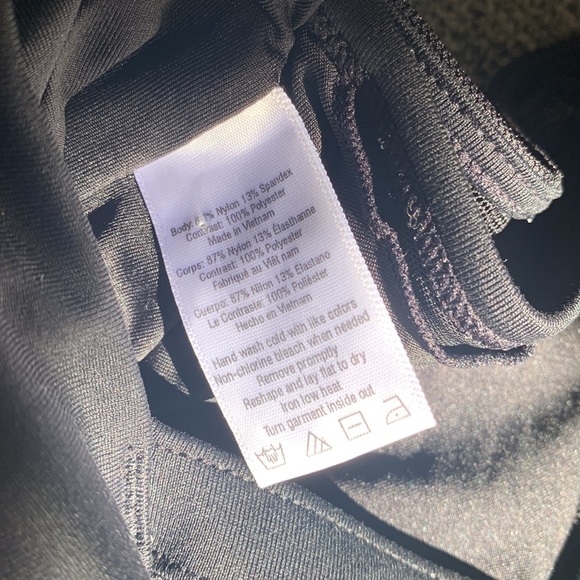 Body: 87% Nylon 13% Spandex
Contrast: 100% Polyester
Made in Vietnam
Corps: 87% Nylon 13% Élasthanne
Contrast: 100% Polyester
Fabriqué au Viêt nam
Cuerpo: 87% Nilon 13% Elastano
Le Contraste: 100% Poliéster
Hecho en Vietnam
Hand wash cold with like colors
Non-chlorine bleach when needed
Remove promptly
Reshape and lay flat to dry
Iron low heat
Turn garment inside out